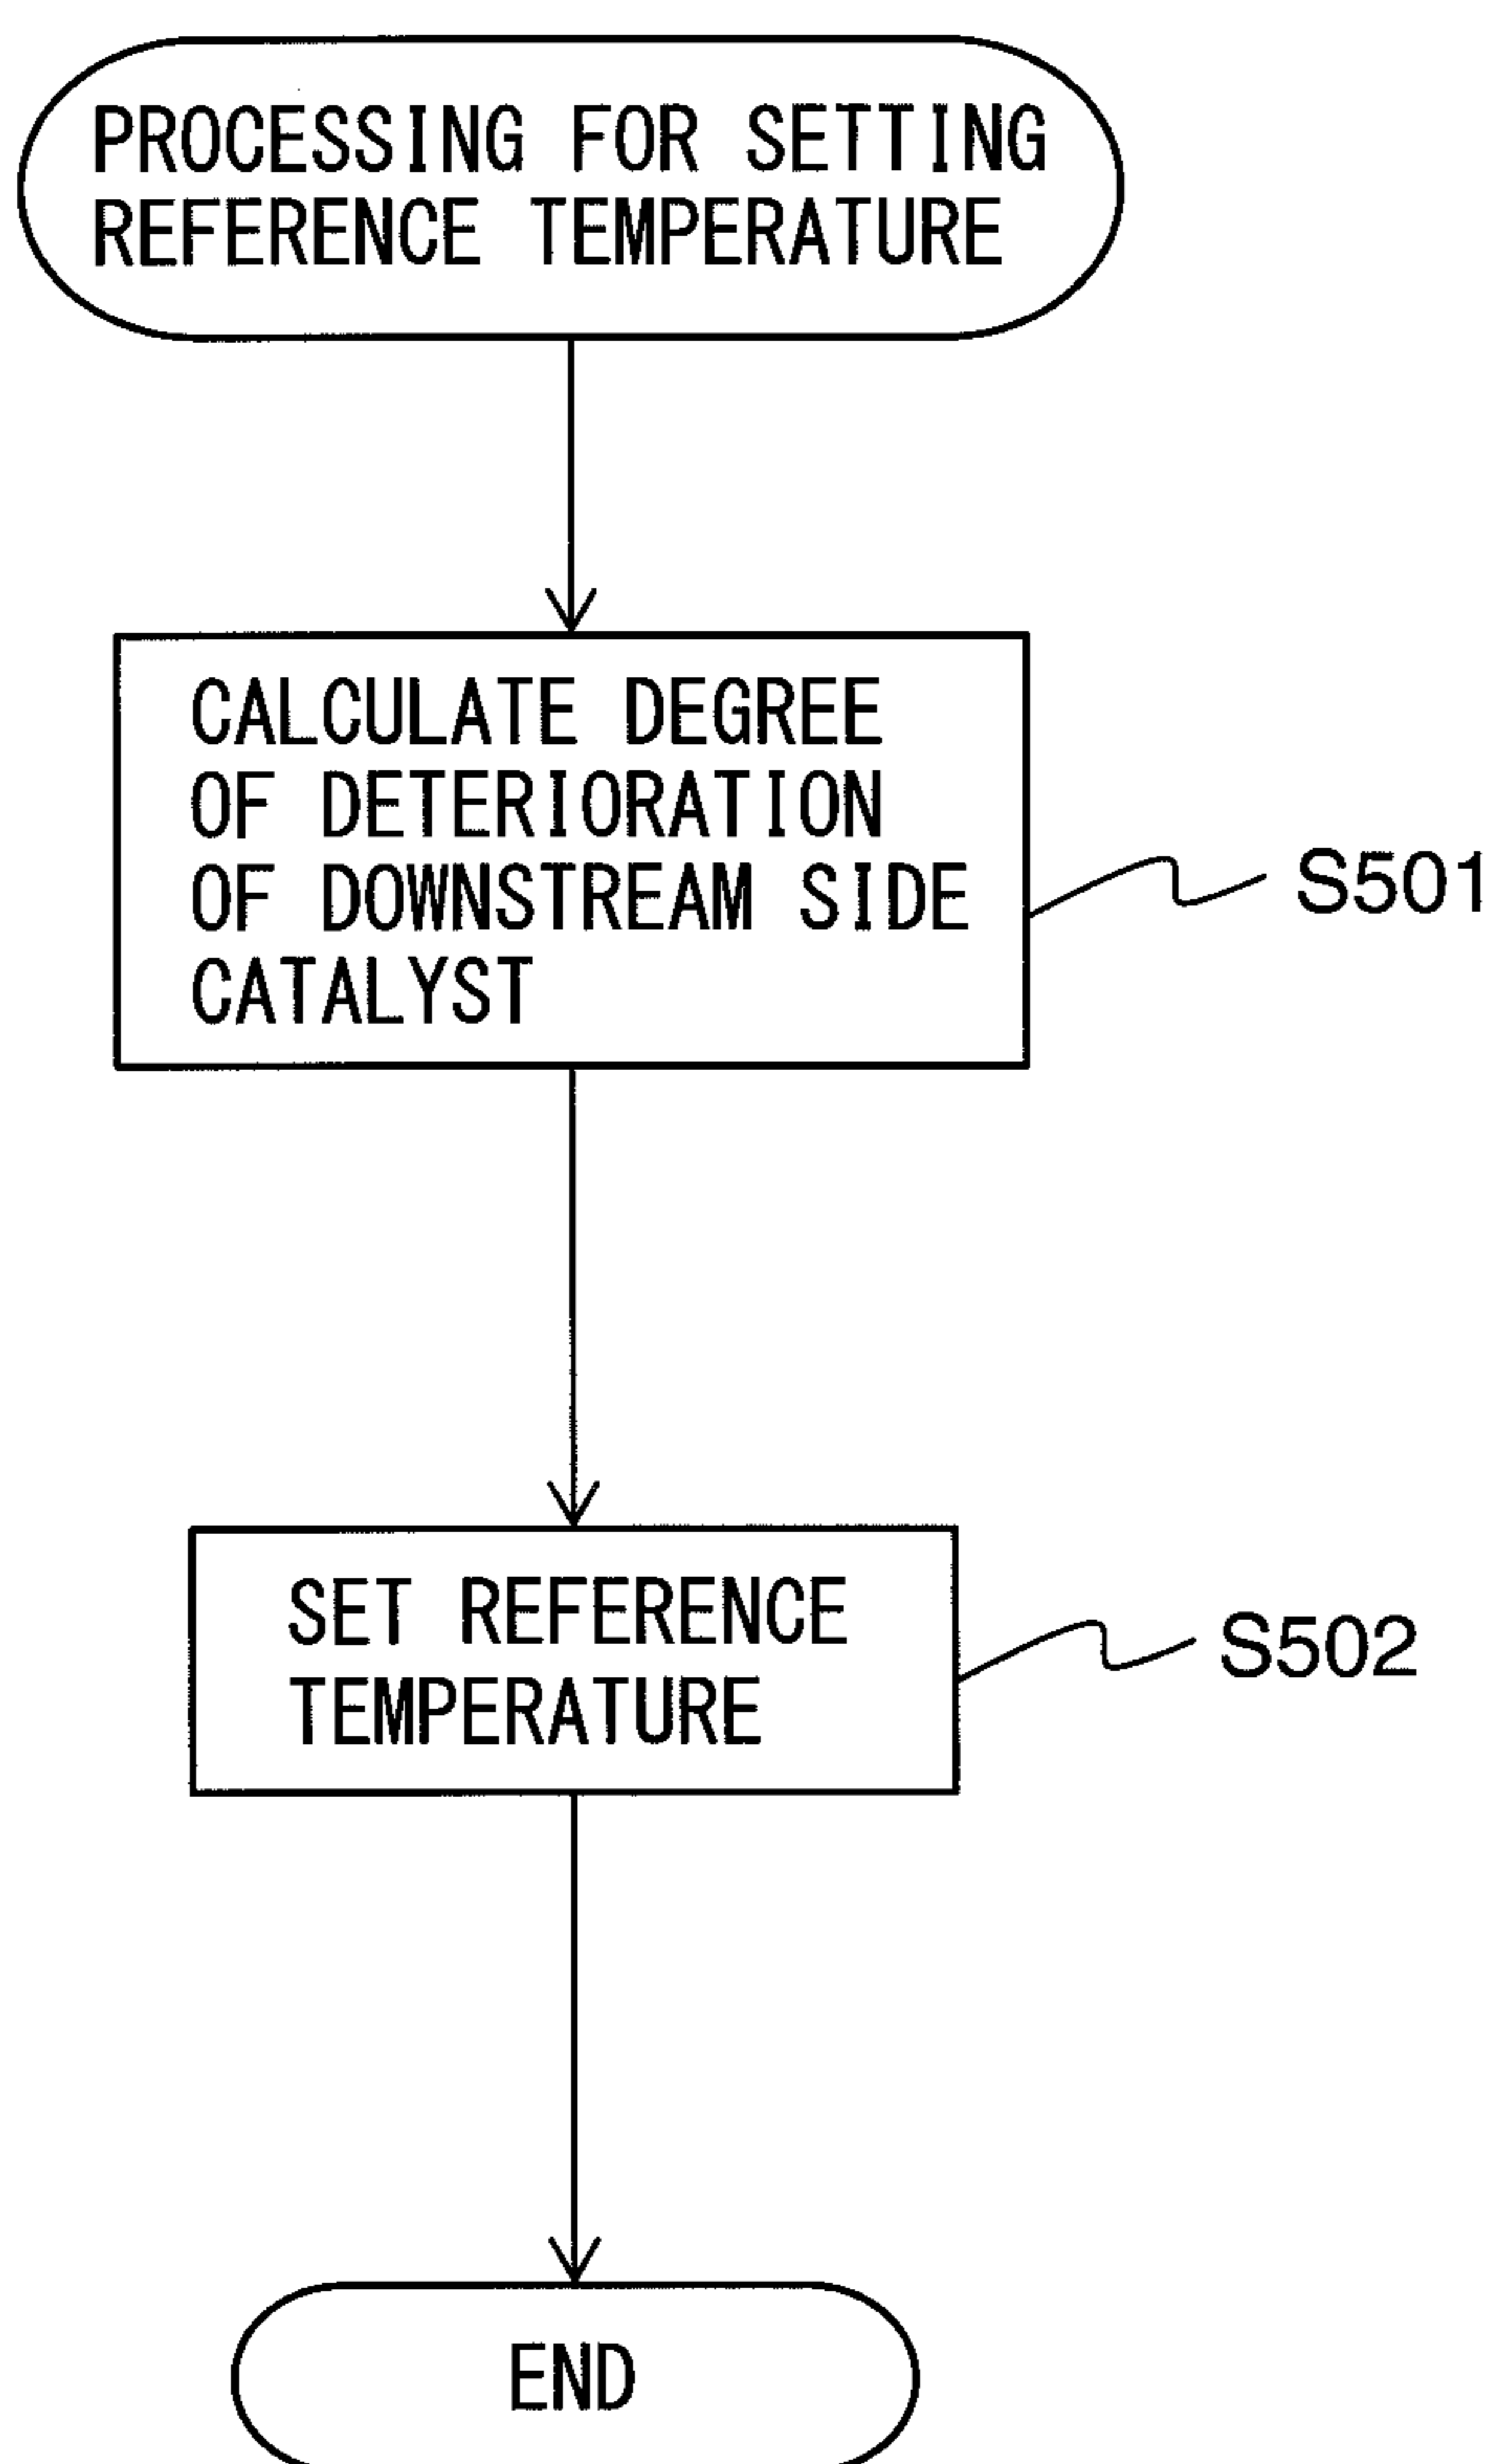 PROCESSING FOR SETTING
REFERENCE TEMPERATURE
CALCULATE DEGREE
OF DETERIORATION
OF DOWNSTREAM SIDE
CATALYST
S501
SET REFERENCE
TEMPERATURE
S502
END